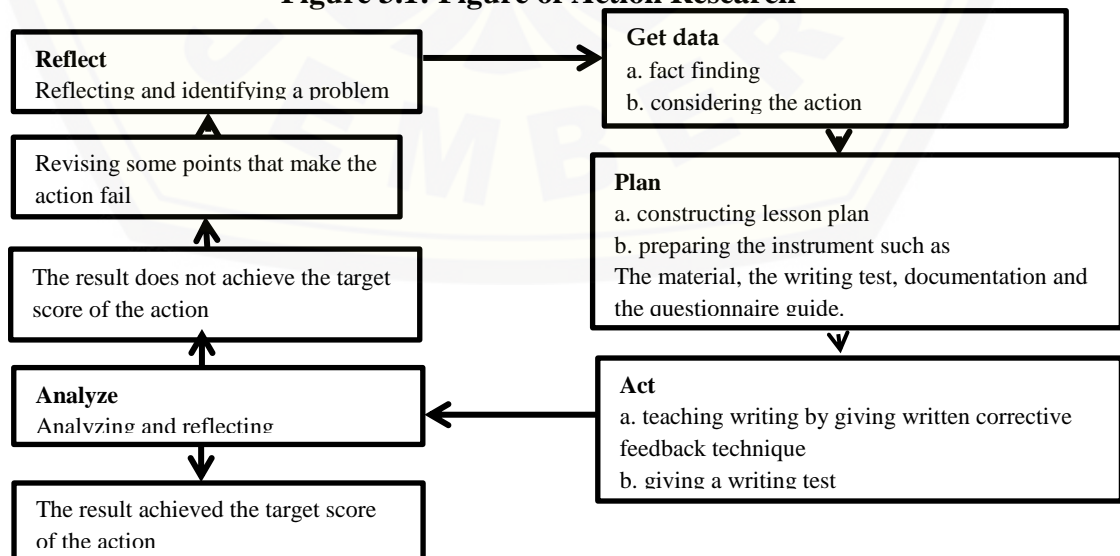 Figure 3.1. Figure of Action Research
Reflect
Reflecting and identifying a problem
Get data
a. fact finding
b. considering the action
Revising some points that make the
action fail
Plan
a. constructing lesson plan
b. preparing the instrument such as
The material, the writing test, documentation and
the questionnaire guide.
The result does not achieve the target
score of the action
Analyze
Analyzing and reflecting
Act
a. teaching writing by giving written corrective
feedback technique
b. giving a writing test
The result achieved the target score
of the action
JEMBER